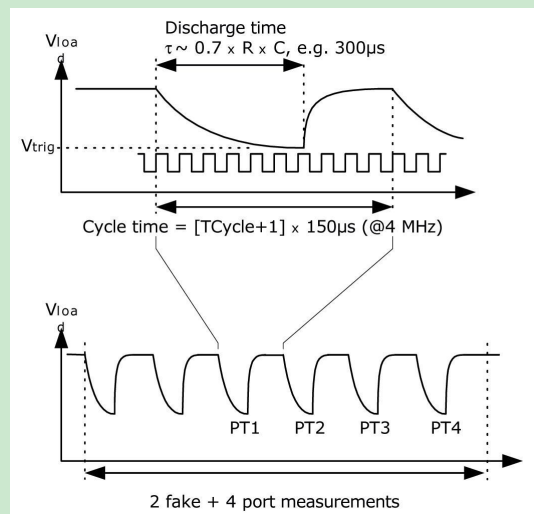 Discharge time
τ~ 0.7 x R x C, e.g. 300µs
Vloa
d
Vtrig
Cycle time = [TCycle+1] x 150µs (@4 MHz)
Vloa
d
PT1 PT2 PT3 PT4
2 fake + 4 port measurements